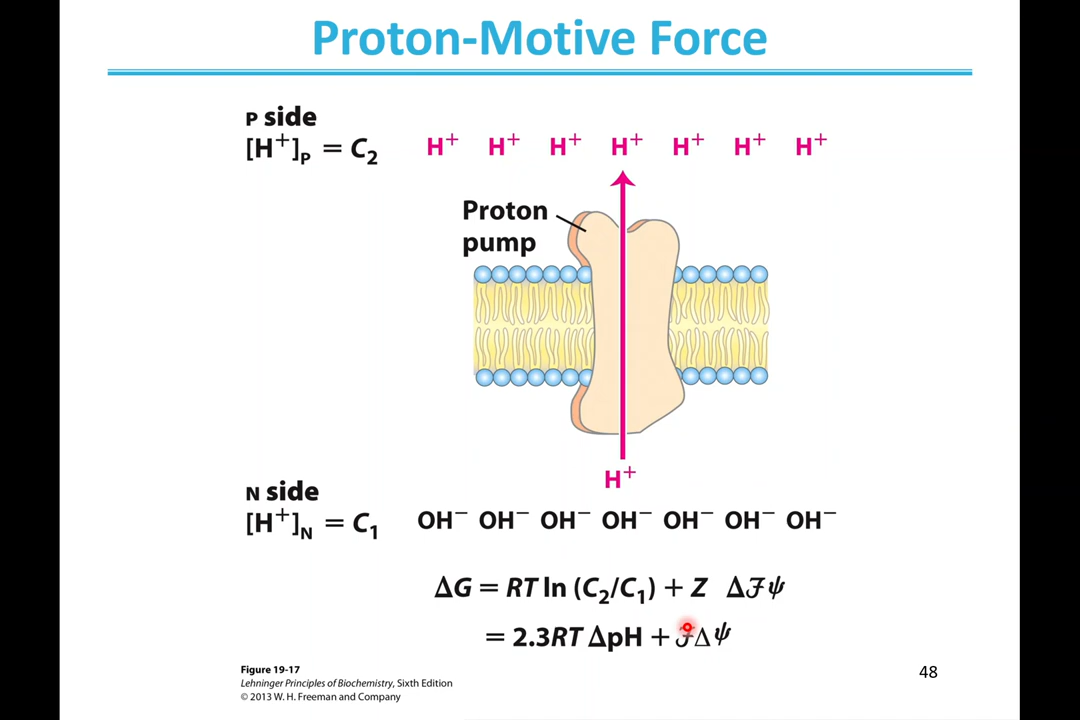 Proton-Motive Force
P side
[H⁺]ₚ = C₂
H⁺ H⁺ H⁺ H⁺ H⁺ H⁺ H⁺
Proton
pump
H⁺
N side
[H⁺]_N = C₁
OH⁻ OH⁻ OH⁻ OH⁻ OH⁻ OH⁻ OH⁻
ΔG = RT ln (C₂/C₁) + Z Δℱψ
= 2.3RT ΔpH + ℱΔψ
Figure 19-17
Lehninger Principles of Biochemistry, Sixth Edition
© 2013 W. H. Freeman and Company
48